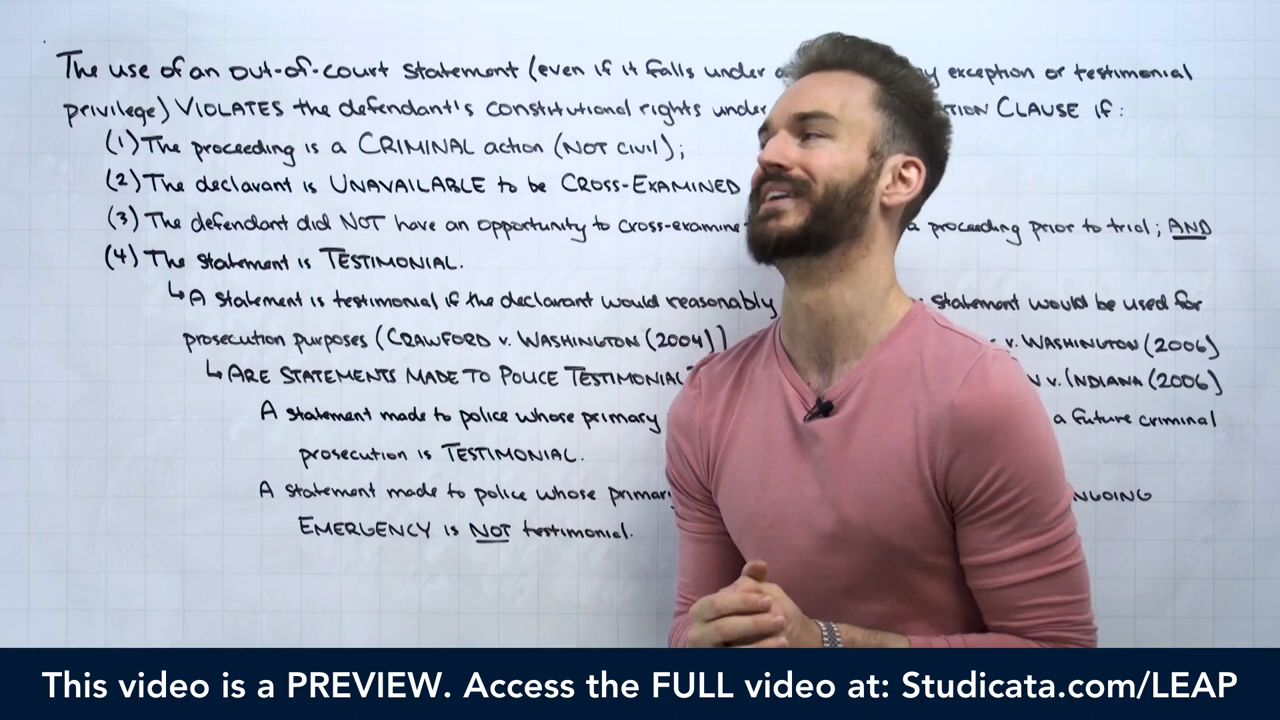 The use of an out-of-court statement (even if it falls under a exception or testimonial
privilege) VIOLATES the defendant's constitutional rights under CLAUSE if:
(1) The proceeding is a CRIMINAL action (NOT civil);
(2) The declarant is UNAVAILABLE to be CROSS-EXAMINED
(3) The defendant did NOT have an opportunity to cross-examine a proceeding prior to trial; AND
(4) The statement is TESTIMONIAL.
↳ A statement is testimonial if the declarant would reasonably statement would be used for
prosecution purposes (CRAWFORD v. WASHINGTON (2004)) v. WASHINGTON (2006)
↳ ARE STATEMENTS MADE TO POLICE TESTIMONIAL v. INDIANA (2006)
A statement made to police whose primary a future criminal
prosecution is TESTIMONIAL.
A statement made to police whose
EMERGENCY is NOT testimonial.
This video is a PREVIEW. Access the FULL video at: Studicata.com/LEAP